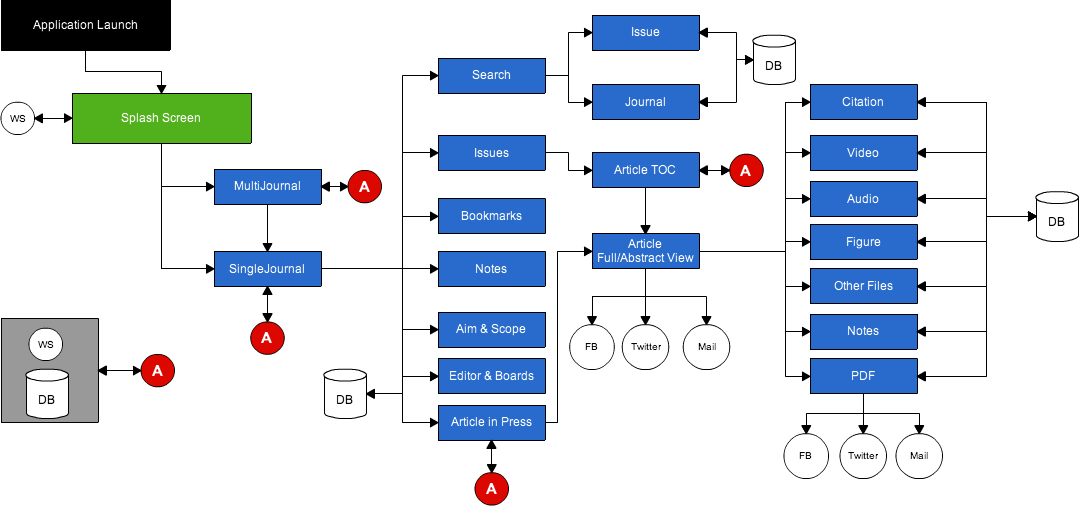 Application Launch
Splash Screen
WS
MultiJournal
A
SingleJournal
A
WS
DB
A
Search
Issues
Bookmarks
Notes
Aim & Scope
Editor & Boards
Article in Press
DB
A
Issue
Journal
DB
Article TOC
A
Article
Full/Abstract View
FB
Twitter
Mail
Citation
Video
Audio
Figure
Other Files
Notes
PDF
DB
FB
Twitter
Mail